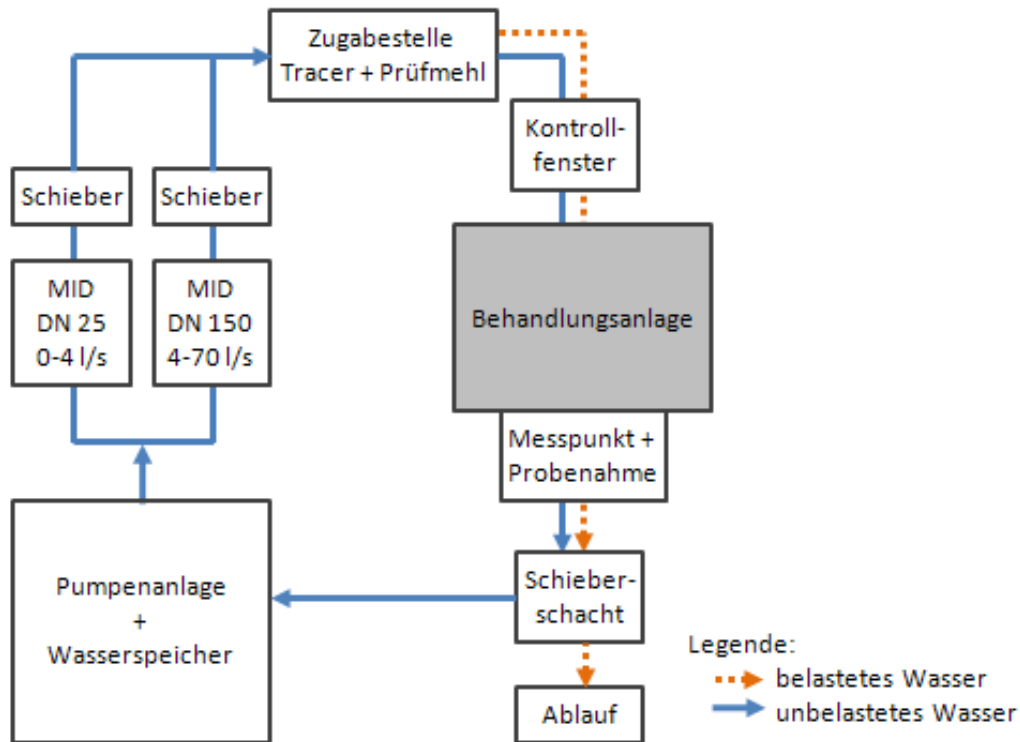 Zugabestelle
Tracer + Prüfmehl
Kontroll-
fenster
Schieber
Schieber
MID
DN 25
0-4 l/s
MID
DN 150
4-70 l/s
Behandlungsanlage
Messpunkt +
Probenahme
Pumpenanlage
+
Wasserspeicher
Schieber-
schacht
Ablauf
Legende:
belastetes Wasser
unbelastetes Wasser